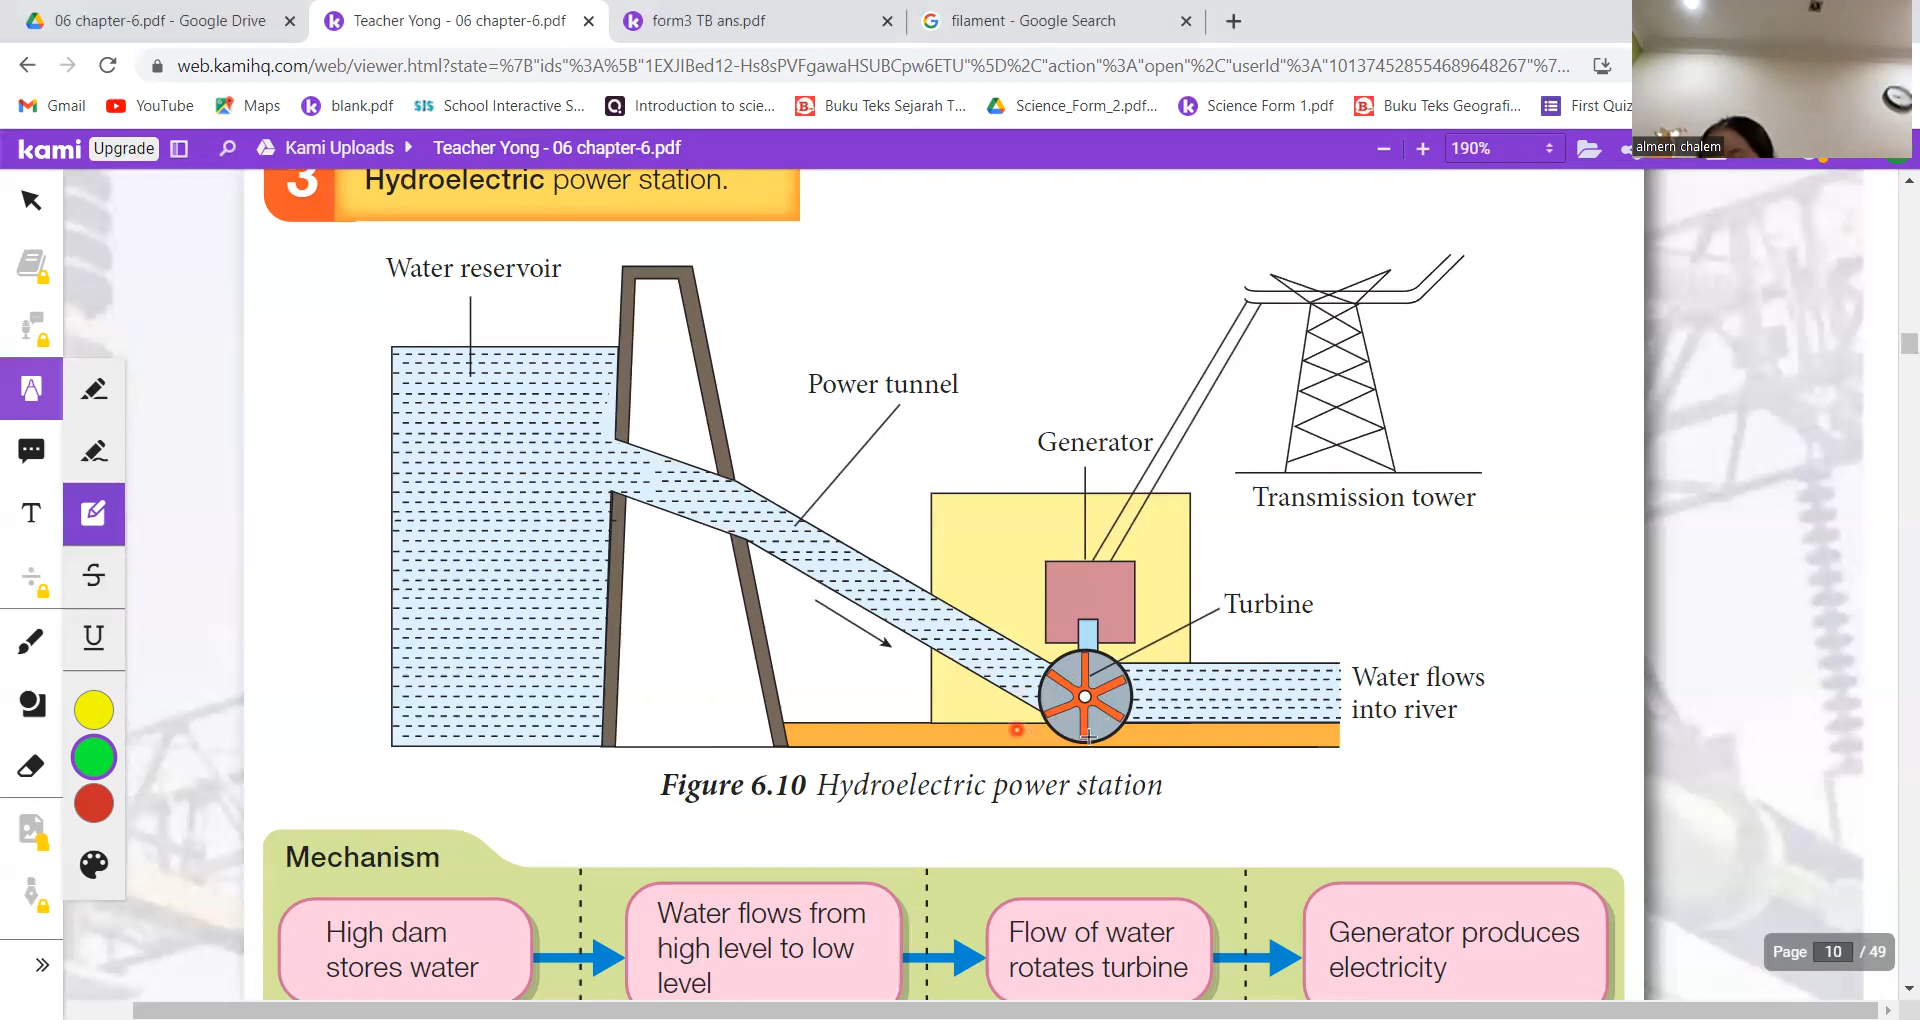 06 chapter-6.pdf - Google Drive
Teacher Yong - 06 chapter-6.pdf
form3 TB ans.pdf
filament - Google Search
web.kamihq.com/web/viewer.html?state=%7B"ids"%3A%5B"1EXJIBed12-Hs8sPVFgawaHSUBCpw6ETU"%5D%2C"action"%3A"open"%2C"userId"%3A"101374528554689648267"%7...
Gmail
YouTube
Maps
blank.pdf
SIS School Interactive S...
Introduction to scie...
Buku Teks Sejarah T...
Science_Form_2.pdf...
Science Form 1.pdf
Buku Teks Geografi...
First Quiz
almern chalem
kami
Upgrade
Kami Uploads
Teacher Yong - 06 chapter-6.pdf
190%
3 Hydroelectric power station.
Water reservoir
Power tunnel
Generator
Transmission tower
Turbine
Water flows
into river
Figure 6.10 Hydroelectric power station
Mechanism
High dam
stores water
Water flows from
high level to low
level
Flow of water
rotates turbine
Generator produces
electricity
Page 10 / 49